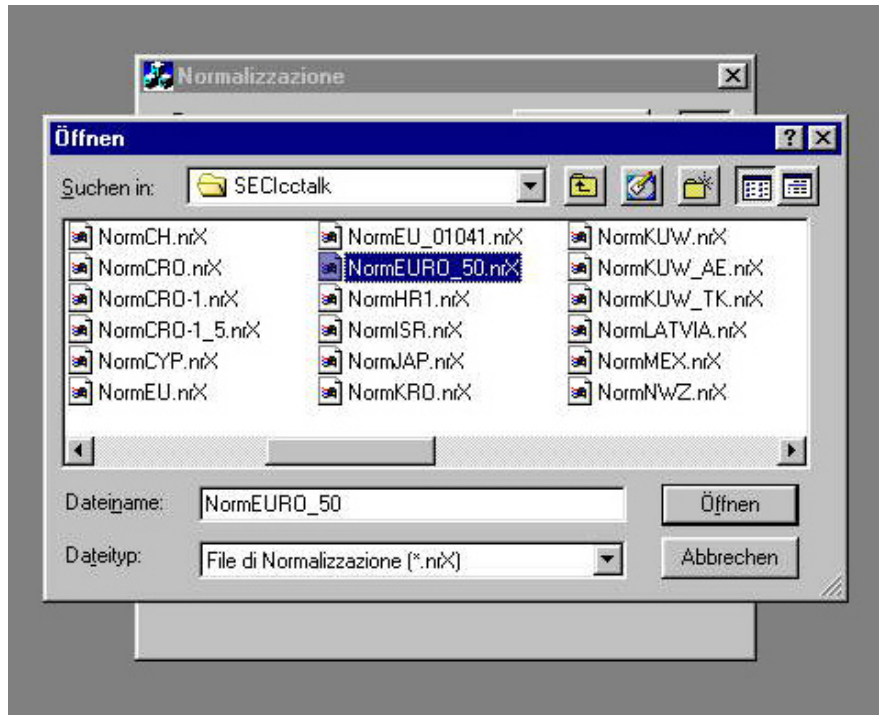 Normalizzazione
Öffnen
Suchen in: SECIcctalk
NormCH.nrX NormEU_01041.nrX NormKUW.nrX
NormCRO.nrX NormEURO_50.nrX NormKUW_AE.nrX
NormCRO-1.nrX NormHR1.nrX NormKUW_TK.nrX
NormCRO-1_5.nrX NormISR.nrX NormLATVIA.nrX
NormCYP.nrX NormJAP.nrX NormMEX.nrX
NormEU.nrX NormKRO.nrX NormNWZ.nrX
Dateiname: NormEURO_50 Öffnen
Dateityp: File di Normalizzazione (*.nrX) Abbrechen